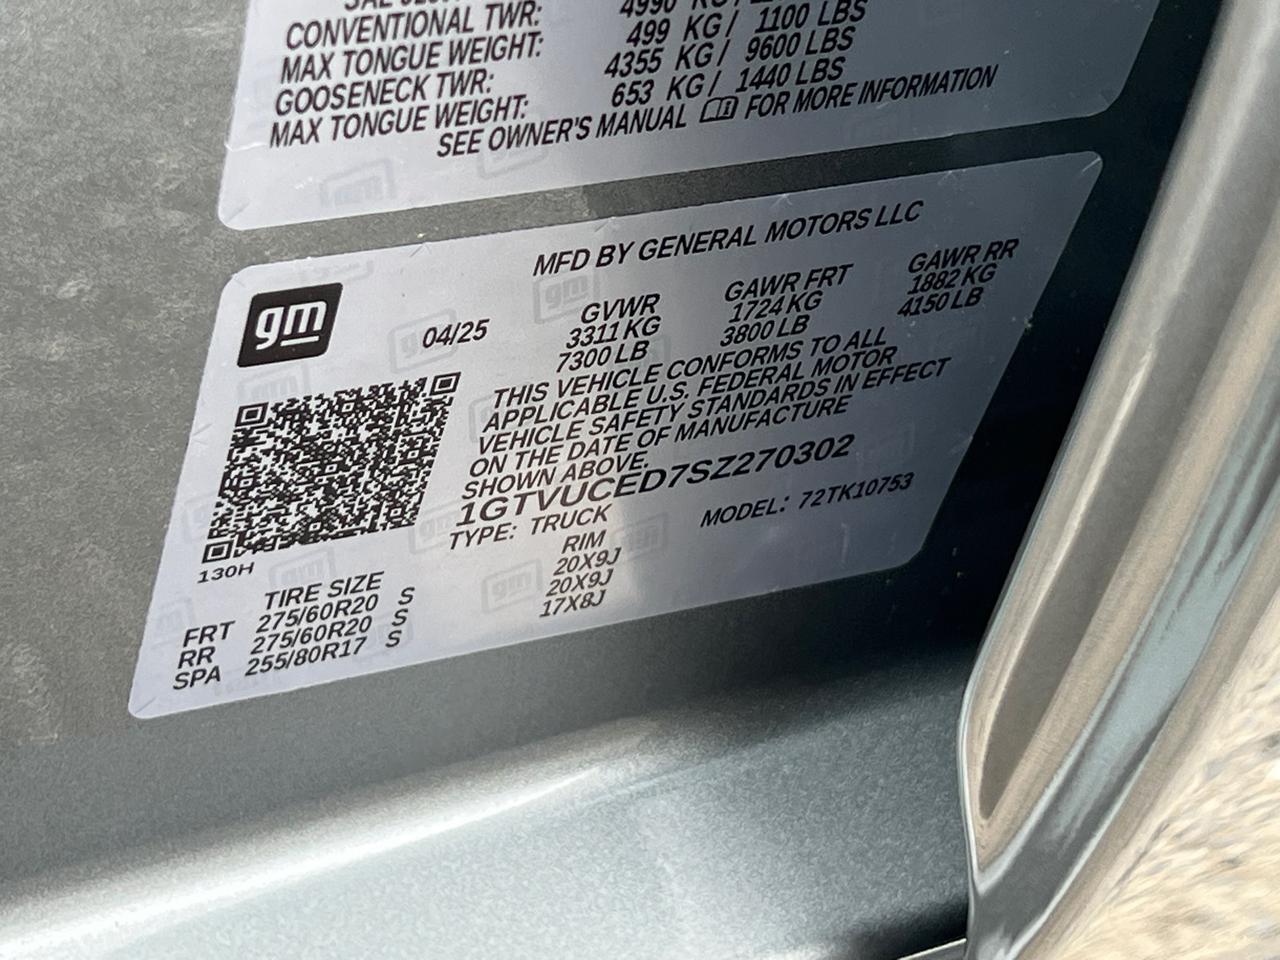 CONVENTIONAL TWR: 499 KG / 1100 LBS
MAX TONGUE WEIGHT: 4355 KG / 9600 LBS
GOOSENECK TWR: 653 KG / 1440 LBS
MAX TONGUE WEIGHT:
SEE OWNER'S MANUAL FOR MORE INFORMATION
MFD BY GENERAL MOTORS LLC
gm
04/25
GVWR GAWR FRT GAWR RR
3311 KG 1724 KG 1882 KG
7300 LB 3800 LB 4150 LB
THIS VEHICLE CONFORMS TO ALL
APPLICABLE U.S. FEDERAL MOTOR
VEHICLE SAFETY STANDARDS IN EFFECT
ON THE DATE OF MANUFACTURE
SHOWN ABOVE.
1GTVUCED7SZ270302
TYPE: TRUCK MODEL: 72TK10753
130H
TIRE SIZE RIM
FRT 275/60R20 S 20X9J
RR 275/60R20 S 20X9J
SPA 255/80R17 S 17X8J